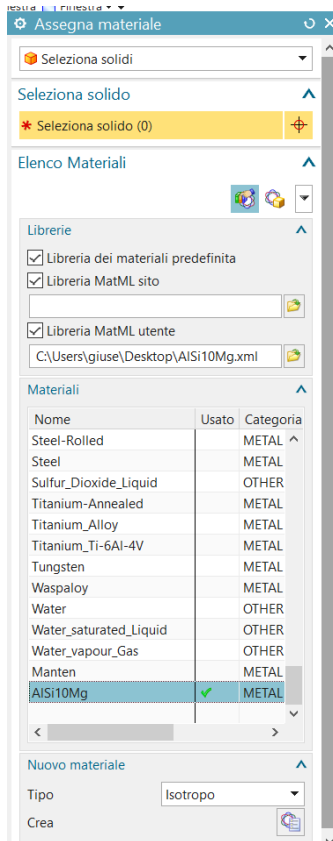 Assegna materiale
Seleziona solidi
Seleziona solido
* Seleziona solido (0)
Elenco Materiali
Librerie
Libreria dei materiali predefinita
Libreria MatML sito
Libreria MatML utente
C:\Users\giuse\Desktop\AlSi10Mg.xml
Materiali
Nome Usato Categoria
Steel-Rolled METAL
Steel METAL
Sulfur_Dioxide_Liquid OTHER
Titanium-Annealed METAL
Titanium_Alloy METAL
Titanium_Ti-6Al-4V METAL
Tungsten METAL
Waspaloy METAL
Water OTHER
Water_saturated_Liquid OTHER
Water_vapour_Gas OTHER
Manten METAL
AlSi10Mg METAL
Nuovo materiale
Tipo Isotropo
Crea